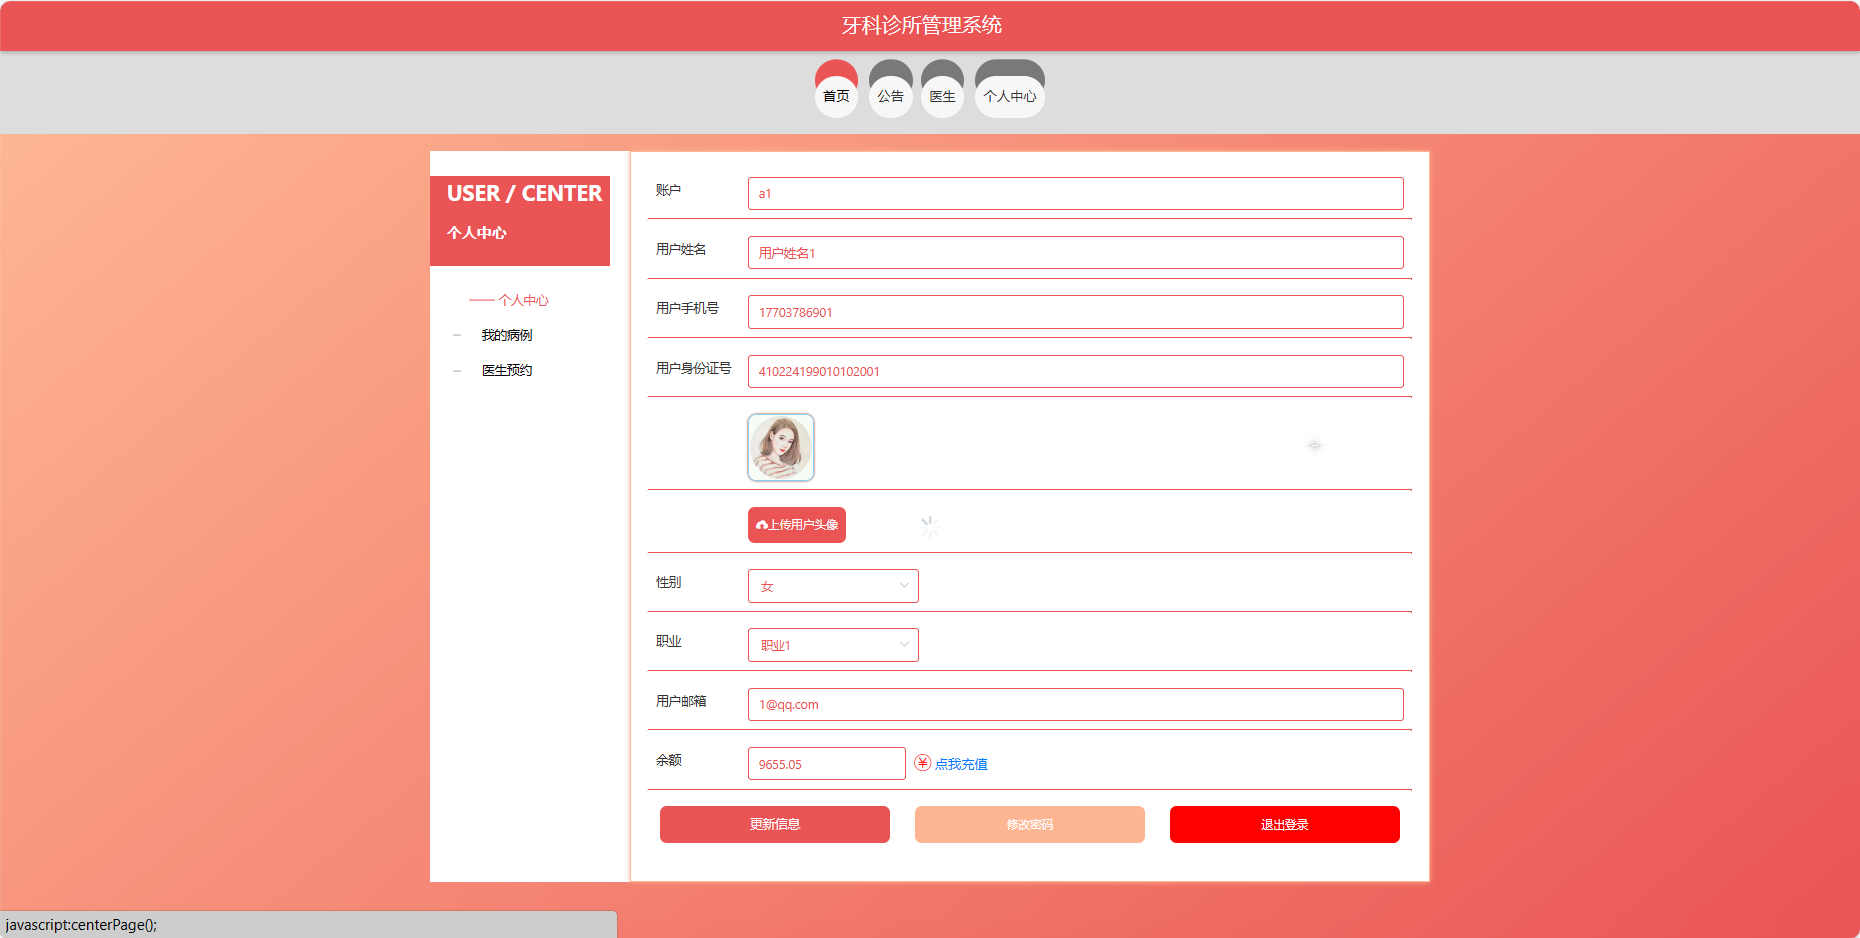 牙科诊所管理系统
首页
公告
医生
个人中心
USER / CENTER
个人中心
个人中心
我的病例
医生预约
账户
a1
用户姓名
用户姓名1
用户手机号
17703786901
用户身份证号
410224199010102001
上传用户头像
性别
女
职业
职业1
用户邮箱
1@qq.com
余额
9655.05
点我充值
更新信息
修改密码
退出登录
javascript:centerPage();